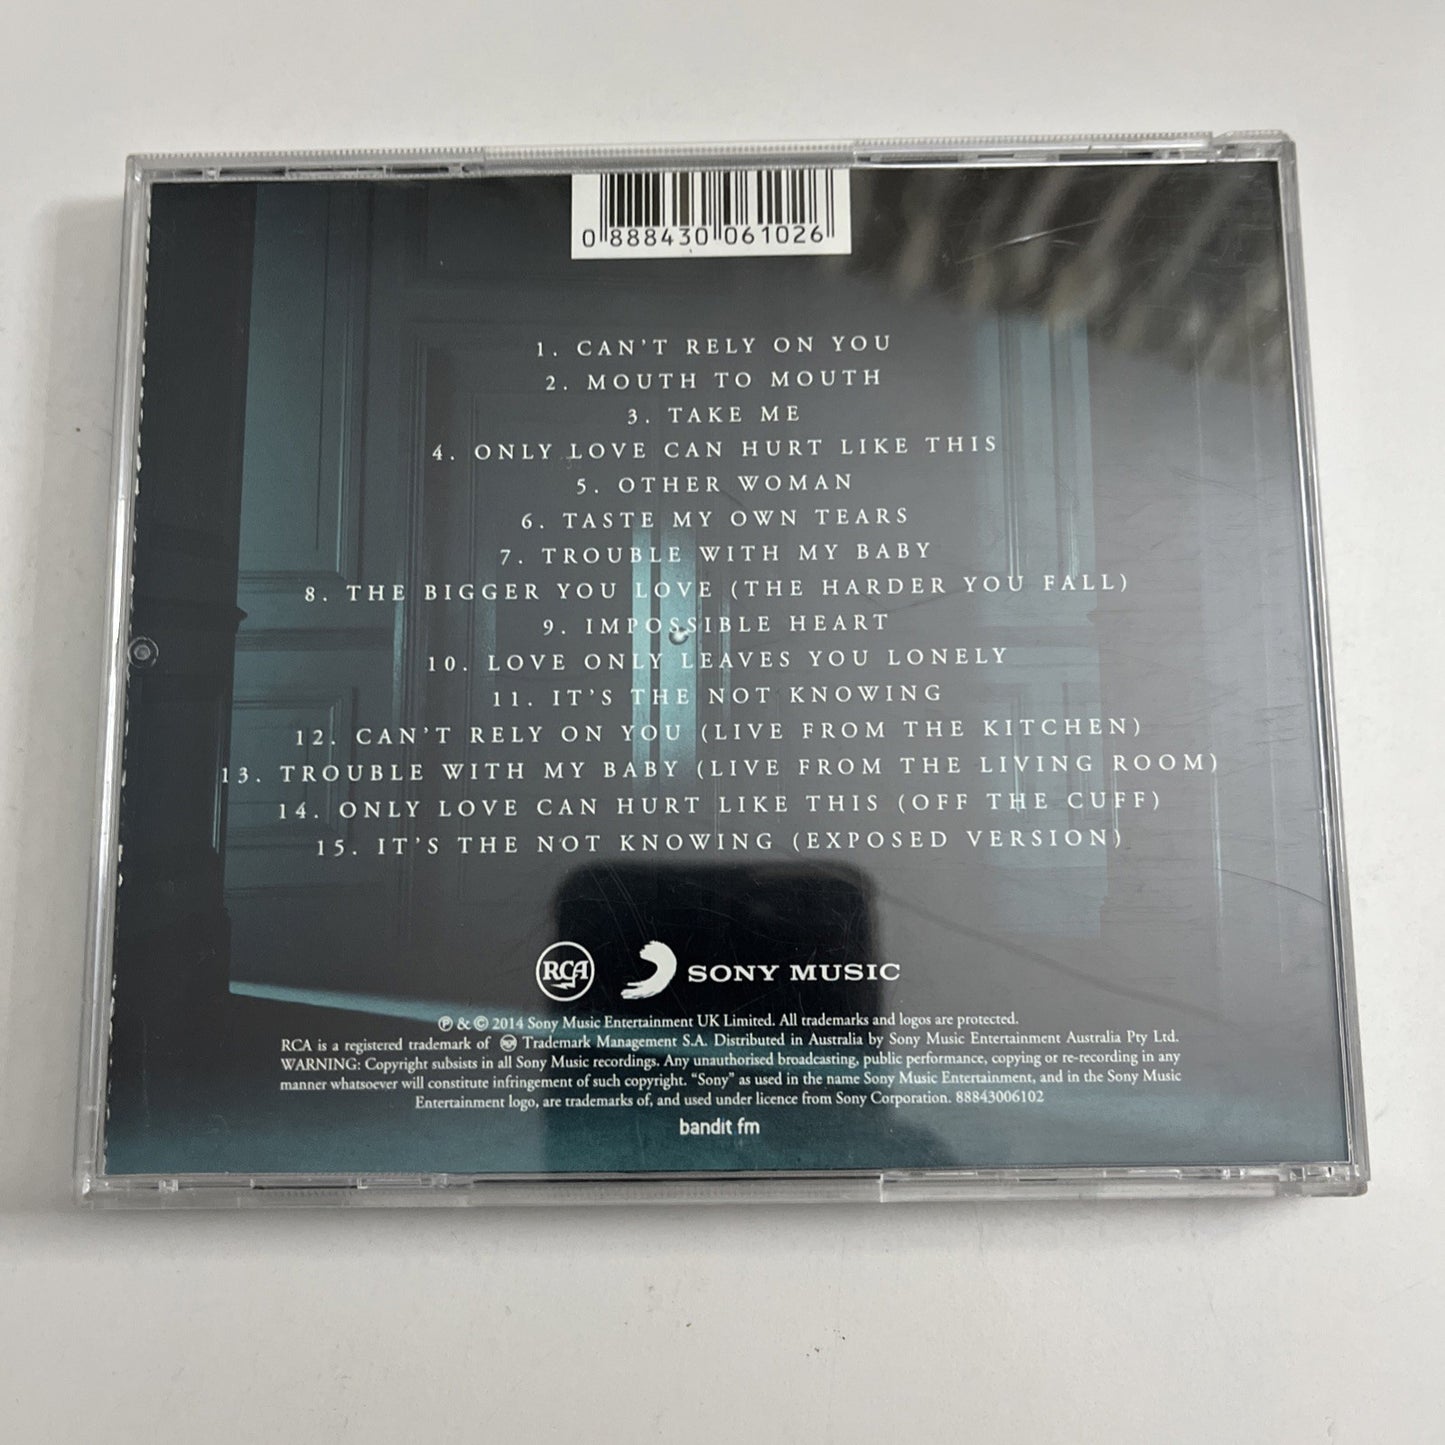 0 888430 061026
1. CAN'T RELY ON YOU
2. MOUTH TO MOUTH
3. TAKE ME
4. ONLY LOVE CAN HURT LIKE THIS
5. OTHER WOMAN
6. TASTE MY OWN TEARS
7. TROUBLE WITH MY BABY
8. THE BIGGER YOU LOVE (THE HARDER YOU FALL)
9. IMPOSSIBLE HEART
10. LOVE ONLY LEAVES YOU LONELY
11. IT'S THE NOT KNOWING
12. CAN'T RELY ON YOU (LIVE FROM THE KITCHEN)
13. TROUBLE WITH MY BABY (LIVE FROM THE LIVING ROOM)
14. ONLY LOVE CAN HURT LIKE THIS (OFF THE CUFF)
15. IT'S THE NOT KNOWING (EXPOSED VERSION)
RCA SONY MUSIC
℗ & © 2014 Sony Music Entertainment UK Limited. All trademarks and logos are protected.
RCA is a registered trademark of RCA Trademark Management S.A. Distributed in Australia by Sony Music Entertainment Australia Pty Ltd.
WARNING: Copyright subsists in all Sony Music recordings. Any unauthorised broadcasting, public performance, copying or re-recording in any
manner whatsoever will constitute infringement of such copyright. "Sony" as used in the name Sony Music Entertainment, and in the Sony Music
Entertainment logo, are trademarks of, and used under licence from Sony Corporation. 88843006102
bandit fm